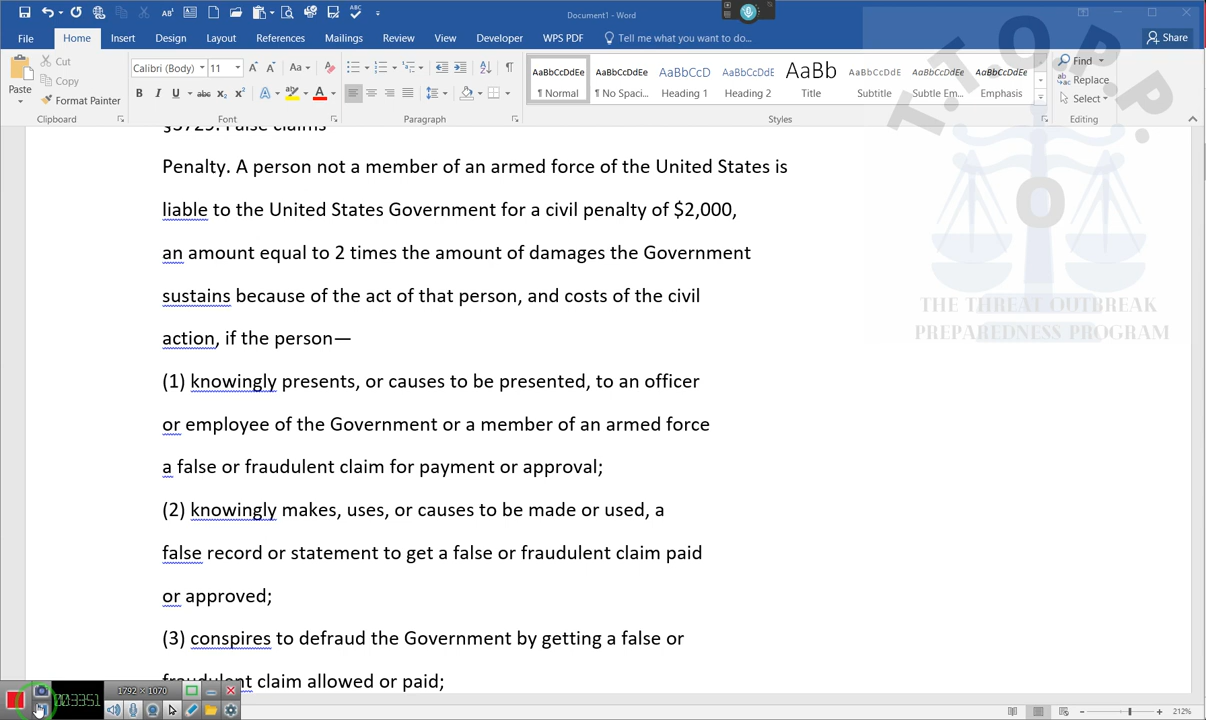 Document1 - Word
File Home Insert Design Layout References Mailings Review View Developer WPS PDF Tell me what you want to do... Share
Paste
Cut
Copy
Format Painter
Clipboard
Calibri (Body) 11
Font
Paragraph
AaBbCcDdEe AaBbCcDdEe AaBbCcD AaBbCcDdE AaBb AaBbCcDdEe AaBbCcDdEe AaBbCcDdEe
¶ Normal ¶ No Spaci... Heading 1 Heading 2 Title Subtitle Subtle Em... Emphasis
Styles
Find
Replace
Select
Editing
§3729. False claims
Penalty. A person not a member of an armed force of the United States is
liable to the United States Government for a civil penalty of $2,000,
an amount equal to 2 times the amount of damages the Government
sustains because of the act of that person, and costs of the civil
action, if the person—
(1) knowingly presents, or causes to be presented, to an officer
or employee of the Government or a member of an armed force
a false or fraudulent claim for payment or approval;
(2) knowingly makes, uses, or causes to be made or used, a
false record or statement to get a false or fraudulent claim paid
or approved;
(3) conspires to defraud the Government by getting a false or
fraudulent claim allowed or paid;
T.T.O.P.P.
THE THREAT OUTBREAK
PREPAREDNESS PROGRAM
1792 × 1070
212%